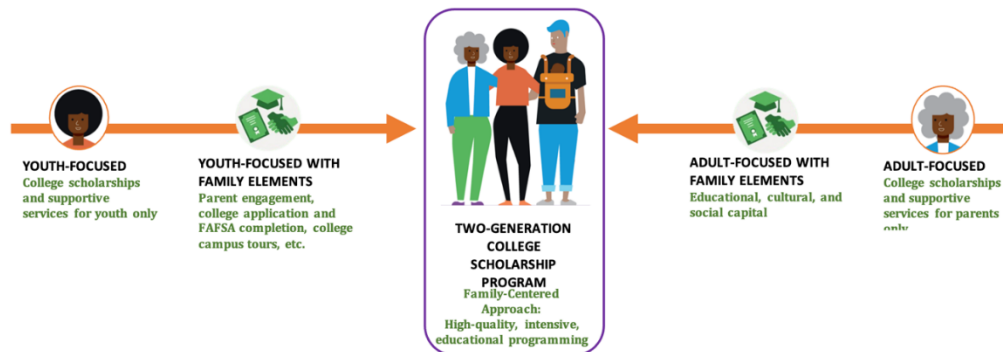 YOUTH-FOCUSED
College scholarships
and supportive
services for youth only
YOUTH-FOCUSED WITH
FAMILY ELEMENTS
Parent engagement,
college application and
FAFSA completion, college
campus tours, etc.
TWO-GENERATION
COLLEGE
SCHOLARSHIP
PROGRAM
Family-Centered
Approach:
High-quality, intensive,
educational programming
ADULT-FOCUSED WITH
FAMILY ELEMENTS
Educational, cultural, and
social capital
ADULT-FOCUSED
College scholarships
and supportive
services for parents
only